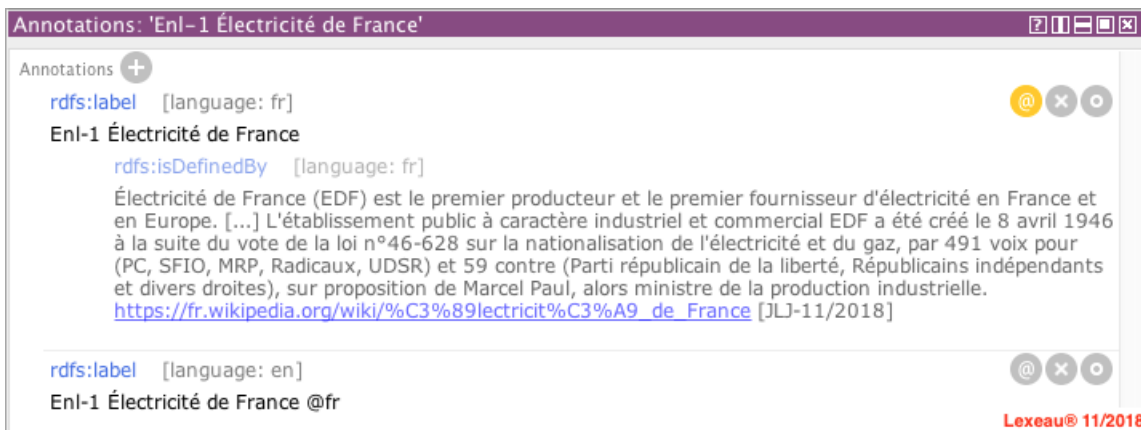 Annotations: 'Enl-1 Électricité de France'
Annotations
rdfs:label [language: fr]
Enl-1 Électricité de France
rdfs:isDefinedBy [language: fr]
Électricité de France (EDF) est le premier producteur et le premier fournisseur d'électricité en France et
en Europe. [...] L'établissement public à caractère industriel et commercial EDF a été créé le 8 avril 1946
à la suite du vote de la loi n°46-628 sur la nationalisation de l'électricité et du gaz, par 491 voix pour
(PC, SFIO, MRP, Radicaux, UDSR) et 59 contre (Parti républicain de la liberté, Républicains indépendants
et divers droites), sur proposition de Marcel Paul, alors ministre de la production industrielle.
https://fr.wikipedia.org/wiki/%C3%89lectricit%C3%A9_de_France [JLJ-11/2018]
rdfs:label [language: en]
Enl-1 Électricité de France @fr
Lexeau® 11/2018